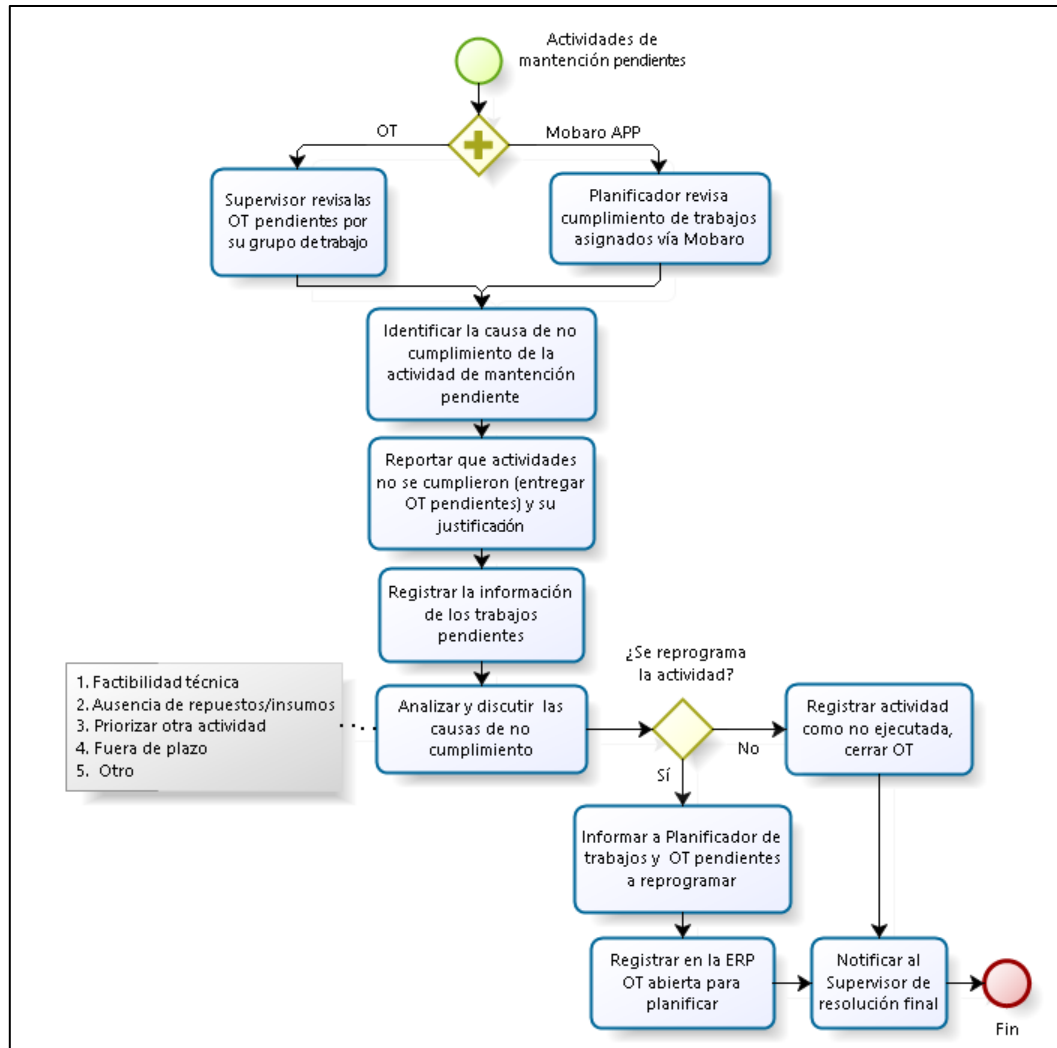 Actividades de
mantención pendientes
OT
Mobaro APP
Supervisor revisa las
OT pendientes por
su grupo de trabajo
Planificador revisa
cumplimiento de trabajos
asignados vía Mobaro
Identificar la causa de no
cumplimiento de la
actividad de mantención
pendiente
Reportar que actividades
no se cumplieron (entregar
OT pendientes) y su
justificación
Registrar la información
de los trabajos
pendientes
1. Factibilidad técnica
2. Ausencia de repuestos/insumos
3. Priorizar otra actividad
4. Fuera de plazo
5. Otro
Analizar y discutir las
causas de no
cumplimiento
¿Se reprograma
la actividad?
No
Sí
Registrar actividad
como no ejecutada,
cerrar OT
Informar a Planificador de
trabajos y OT pendientes
a reprogramar
Registrar en la ERP
OT abierta para
planificar
Notificar al
Supervisor de
resolución final
Fin